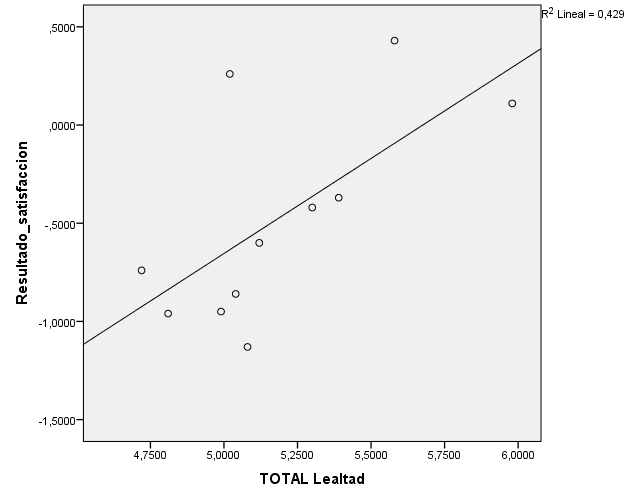 R2 Lineal = 0,429
,5000
,0000
-,5000
-1,0000
-1,5000
Resultado_satisfaccion
4,7500 5,0000 5,2500 5,5000 5,7500 6,0000
TOTAL Lealtad